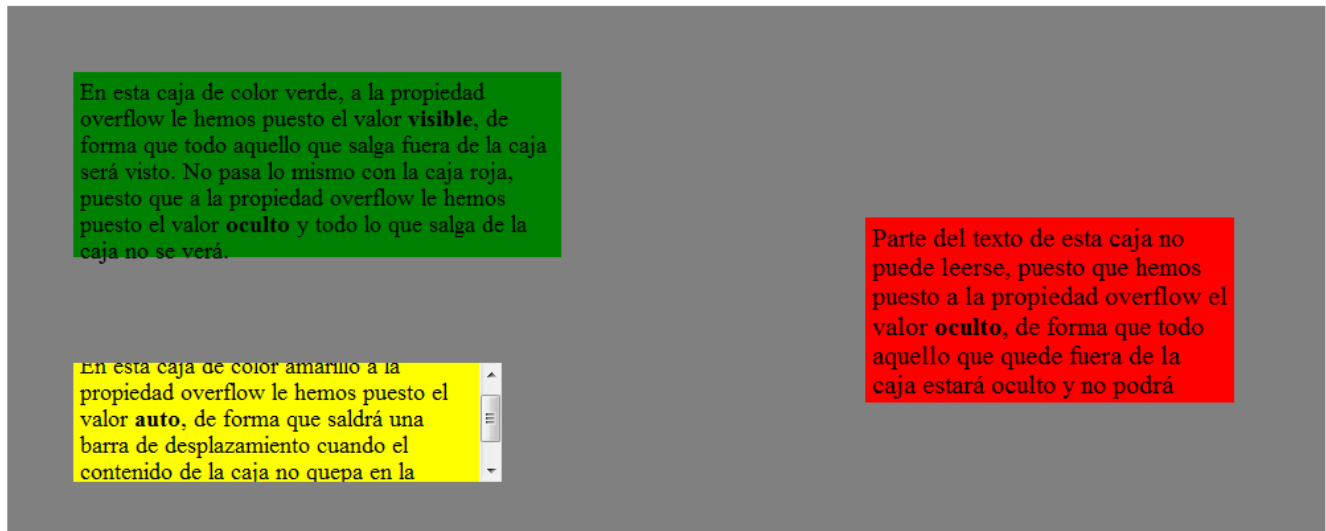 En esta caja de color verde, a la propiedad
overflow le hemos puesto el valor visible, de
forma que todo aquello que salga fuera de la caja
será visto. No pasa lo mismo con la caja roja,
puesto que a la propiedad overflow le hemos
puesto el valor oculto y todo lo que salga de la
caja no se verá.
Parte del texto de esta caja no
puede leerse, puesto que hemos
puesto a la propiedad overflow el
valor oculto, de forma que todo
aquello que quede fuera de la
caja estará oculto y no podrá
En esta caja de color amarillo a la
propiedad overflow le hemos puesto el
valor auto, de forma que saldrá una
barra de desplazamiento cuando el
contenido de la caja no quepa en la